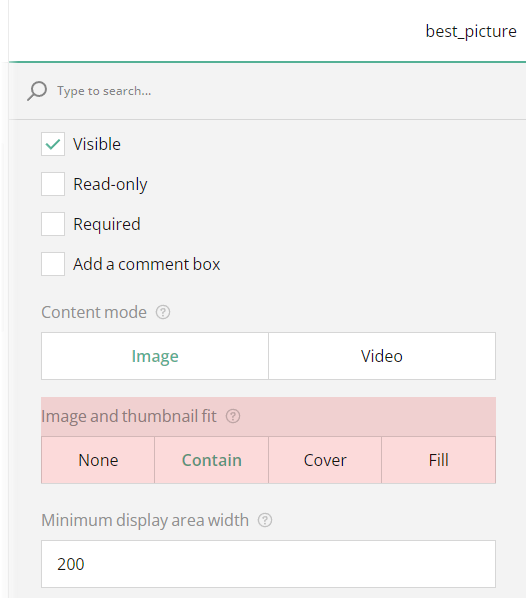 best_picture
Type to search...
Visible
Read-only
Required
Add a comment box
Content mode ?
Image Video
Image and thumbnail fit ?
None Contain Cover Fill
Minimum display area width ?
200